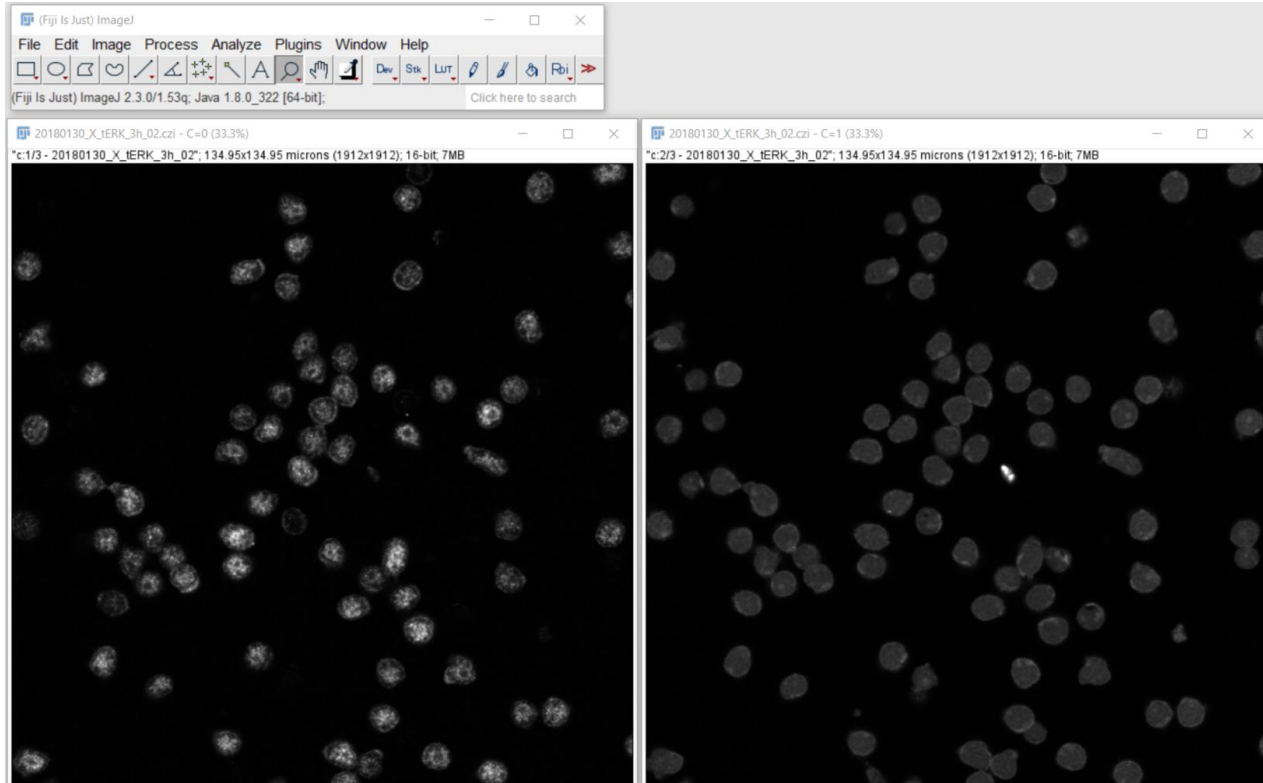 (Fiji Is Just) ImageJ
File Edit Image Process Analyze Plugins Window Help
A Dev Stk LUT Rbi
(Fiji Is Just) ImageJ 2.3.0/1.53q; Java 1.8.0_322 [64-bit]; Click here to search
20180130_X_tERK_3h_02.czi - C=0 (33.3%)
"c:1/3 - 20180130_X_tERK_3h_02"; 134.95x134.95 microns (1912x1912); 16-bit; 7MB
20180130_X_tERK_3h_02.czi - C=1 (33.3%)
"c:2/3 - 20180130_X_tERK_3h_02"; 134.95x134.95 microns (1912x1912); 16-bit; 7MB